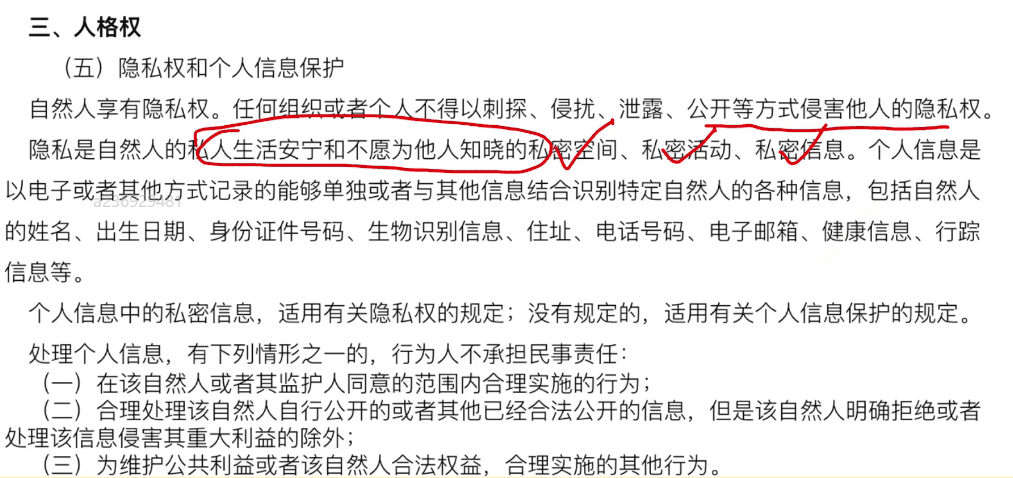 三、人格权
（五）隐私权和个人信息保护
自然人享有隐私权。任何组织或者个人不得以刺探、侵扰、泄露、公开等方式侵害他人的隐私权。
隐私是自然人的私人生活安宁和不愿为他人知晓的私密空间、私密活动、私密信息。个人信息是
以电子或者其他方式记录的能够单独或者与其他信息结合识别特定自然人的各种信息，包括自然人
a236929481
的姓名、出生日期、身份证件号码、生物识别信息、住址、电话号码、电子邮箱、健康信息、行踪
信息等。
个人信息中的私密信息，适用有关隐私权的规定；没有规定的，适用有关个人信息保护的规定。
处理个人信息，有下列情形之一的，行为人不承担民事责任：
（一）在该自然人或者其监护人同意的范围内合理实施的行为；
（二）合理处理该自然人自行公开的或者其他已经合法公开的信息，但是该自然人明确拒绝或者
处理该信息侵害其重大利益的除外；
（三）为维护公共利益或者该自然人合法权益，合理实施的其他行为。